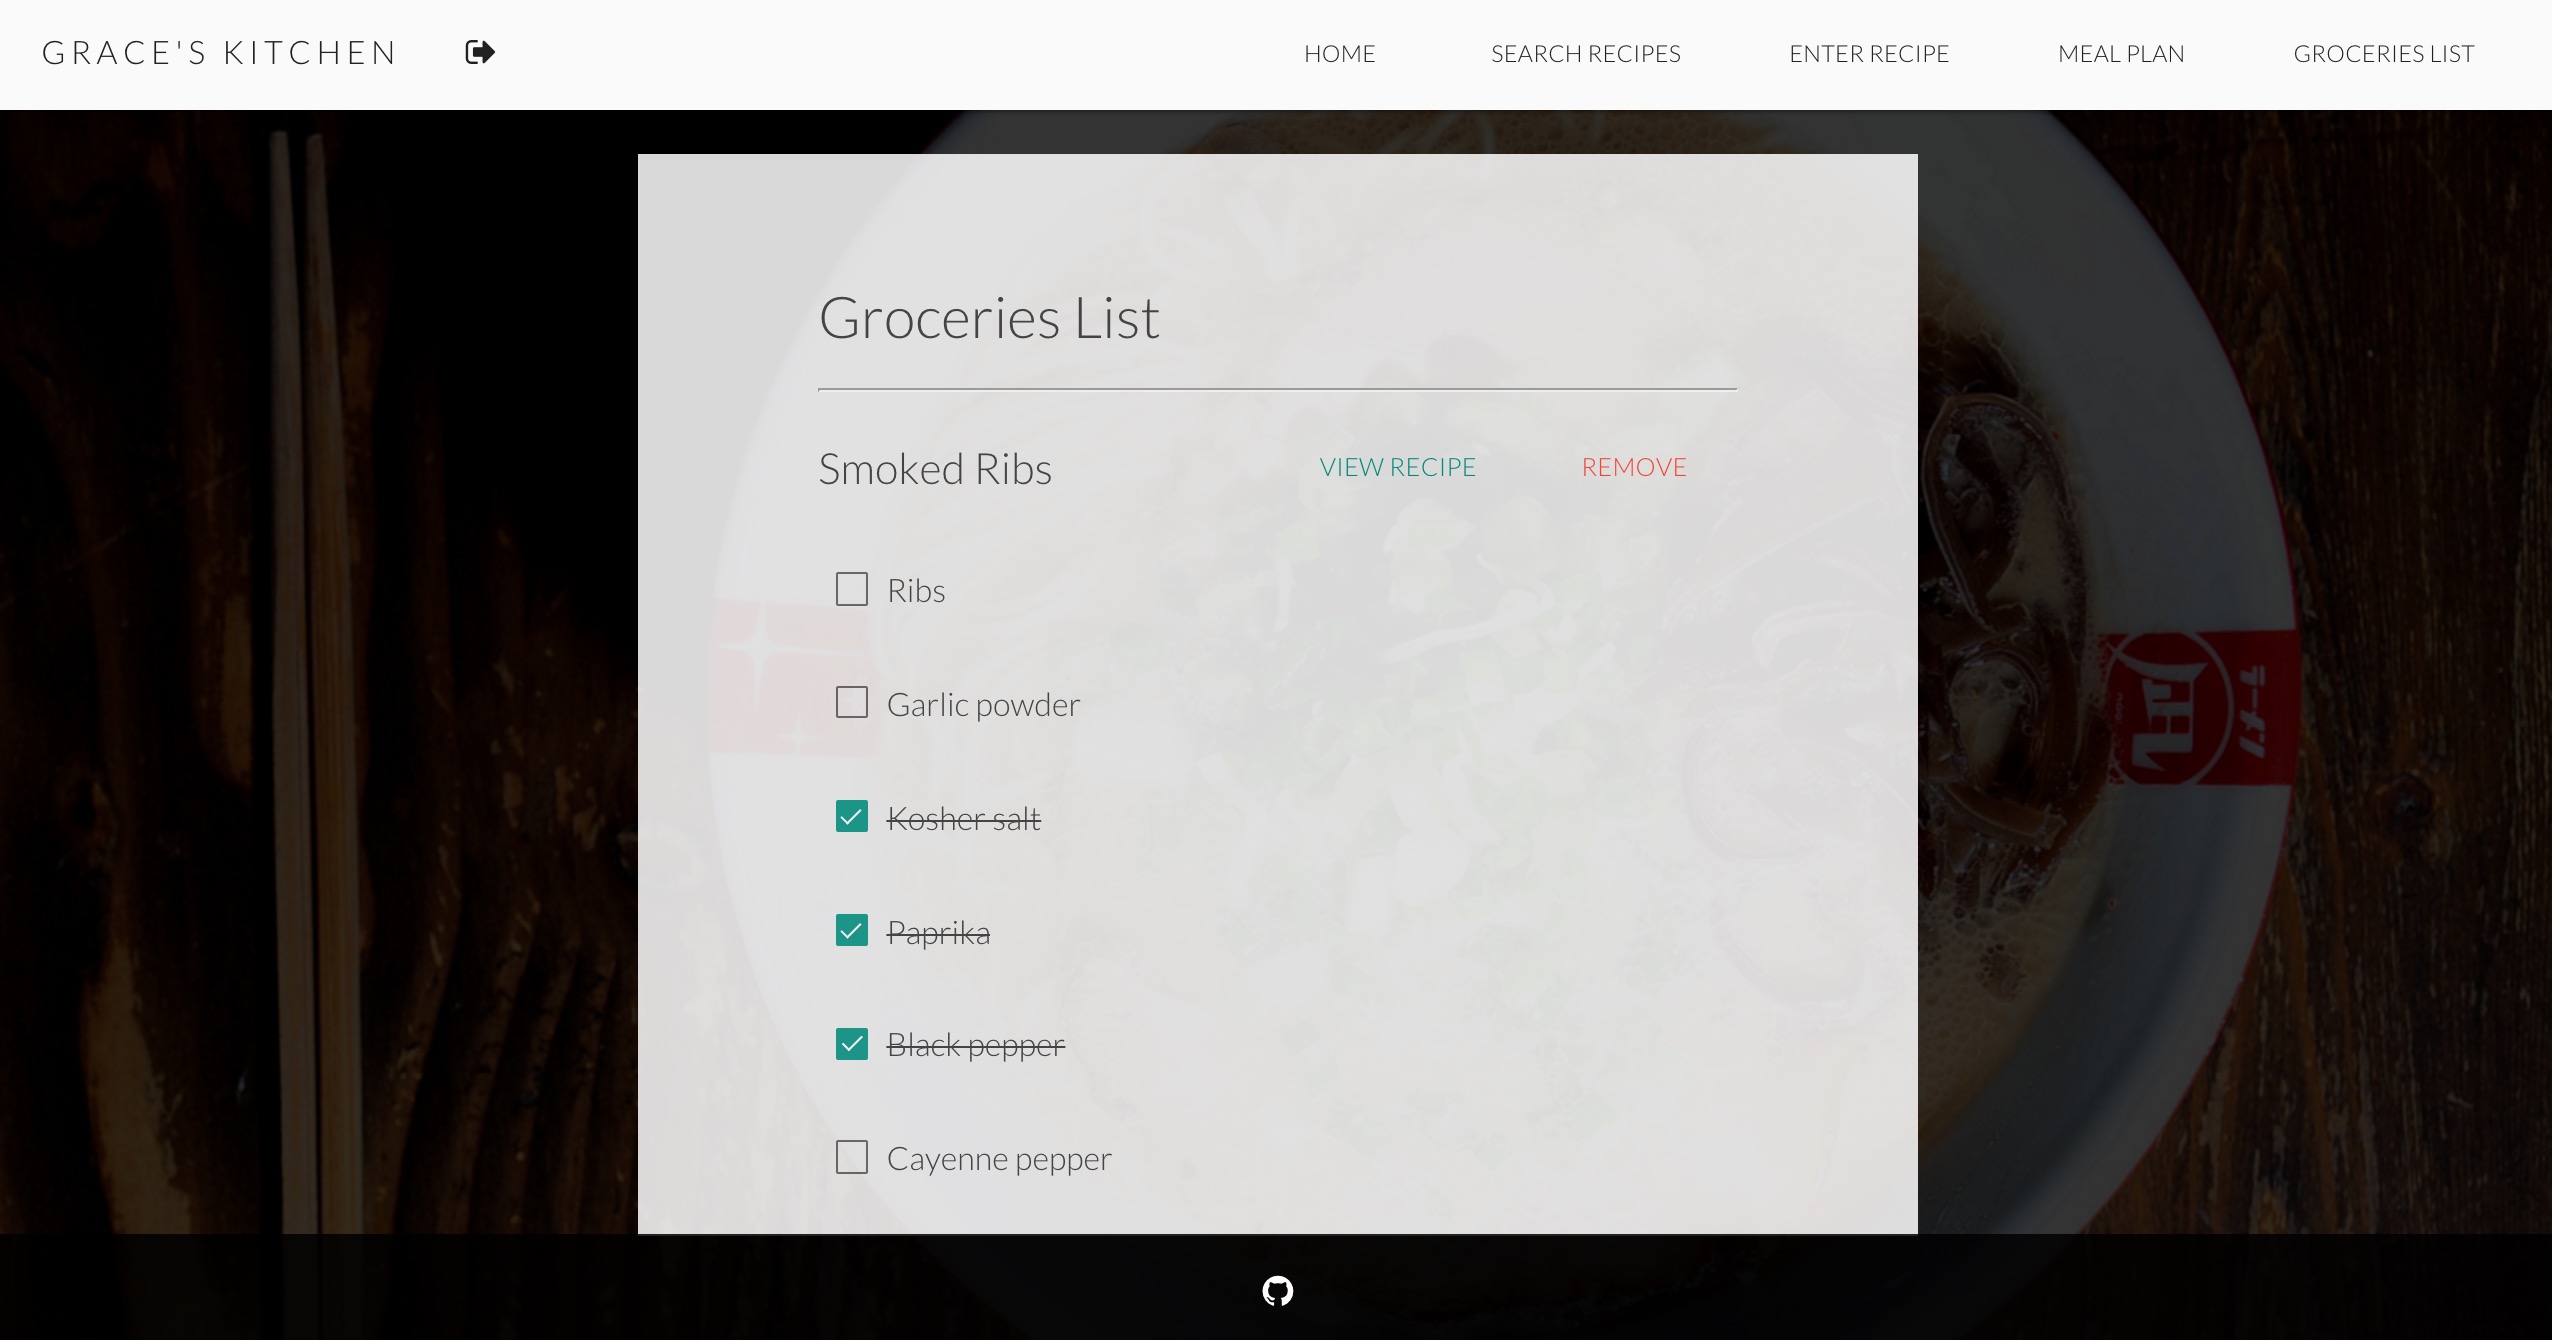 GRACE'S KITCHEN
HOME
SEARCH RECIPES
ENTER RECIPE
MEAL PLAN
GROCERIES LIST
Groceries List
Smoked Ribs
VIEW RECIPE
REMOVE
Ribs
Garlic powder
Kosher salt
Paprika
Black pepper
Cayenne pepper